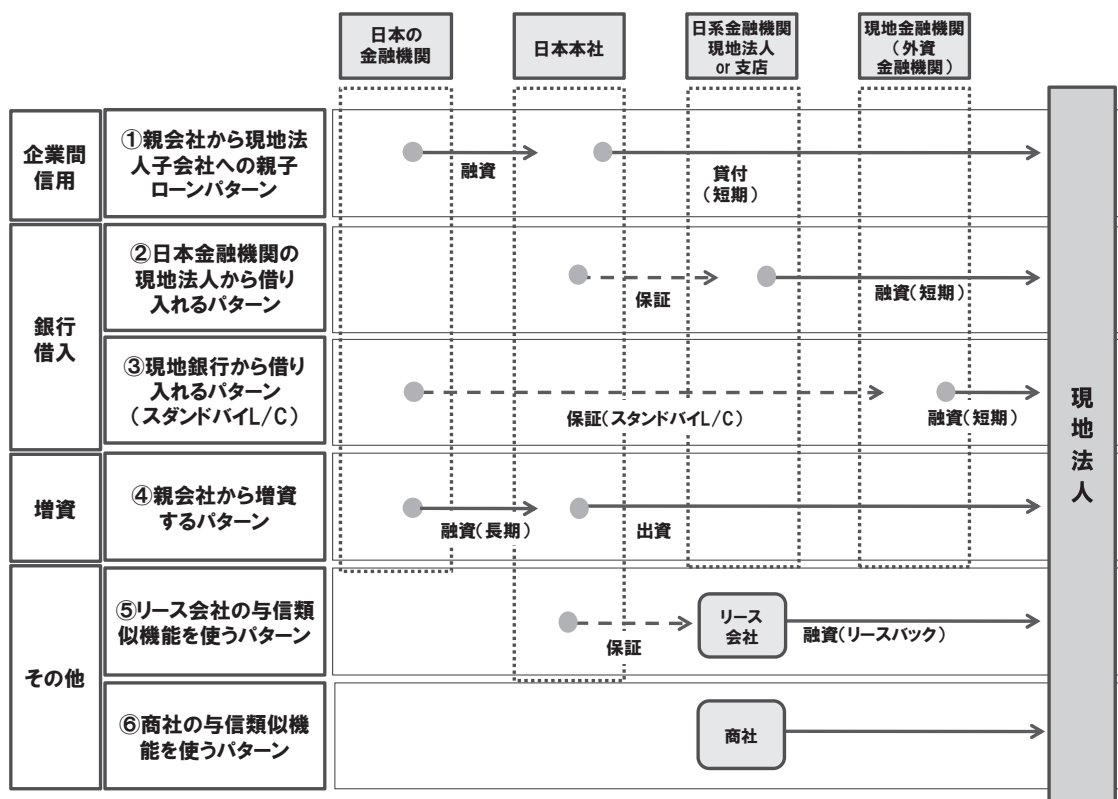 日本の
金融機関
日本本社
日系金融機関
現地法人
or 支店
現地金融機関
(外資
金融機関)
企業間
信用
①親会社から現地法
人子会社への親子
ローンパターン
融資
貸付
(短期)
銀行
借入
②日本金融機関の
現地法人から借り
入れるパターン
保証
融資(短期)
③現地銀行から借り
入れるパターン
(スダンドバイL/C)
保証(スタンドバイL/C)
融資(短期)
増資
④親会社から増資
するパターン
融資(長期)
出資
その他
⑤リース会社の与信類
似機能を使うパターン
保証
リース
会社
融資(リースバック)
⑥商社の与信類似機
能を使うパターン
商社
現地法人